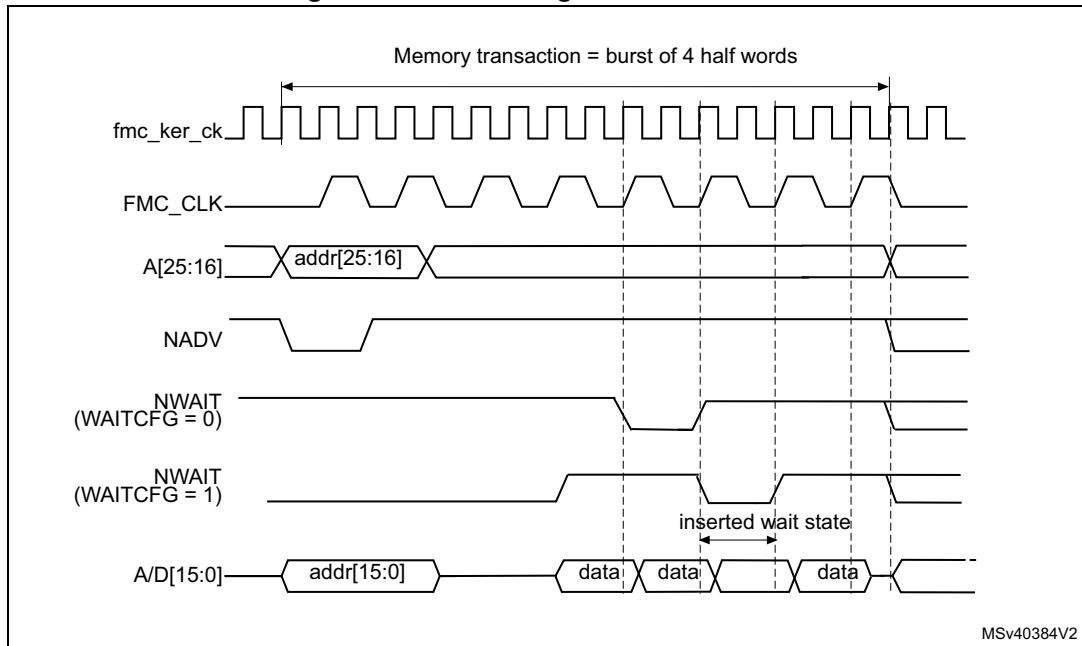 Memory transaction = burst of 4 half words
fmc_ker_ck
FMC_CLK
A[25:16]
addr[25:16]
NADV
NWAIT
(WAITCFG = 0)
NWAIT
(WAITCFG = 1)
inserted wait state
A/D[15:0]
addr[15:0]
data
data
data
MSv40384V2